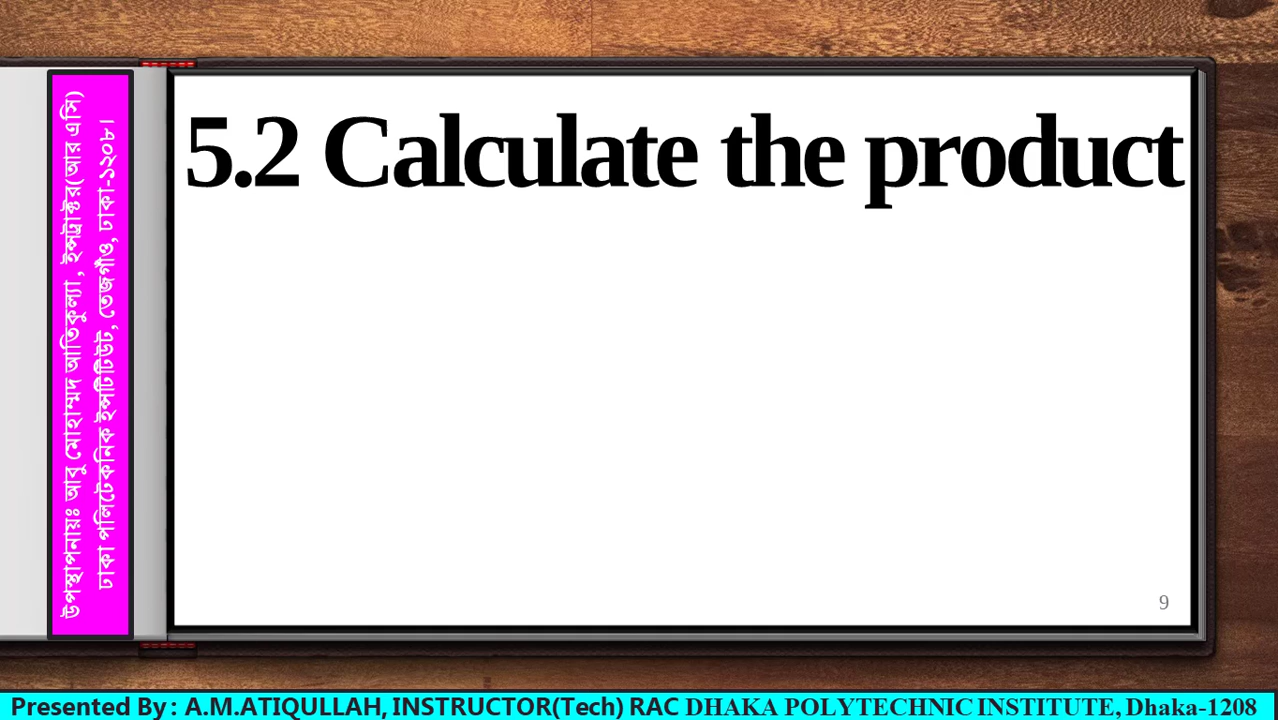 উপস্থাপনায়ঃ আবু মোহাম্মদ আতিকুল্যা, ইন্সট্রাক্টর(আর এসি)
ঢাকা পলিটেকনিক ইন্সটিটিউট, তেজগাঁও, ঢাকা-১২০৮।
5.2 Calculate the product
9
Presented By : A.M.ATIQULLAH, INSTRUCTOR(Tech) RAC DHAKA POLYTECHNIC INSTITUTE, Dhaka-1208